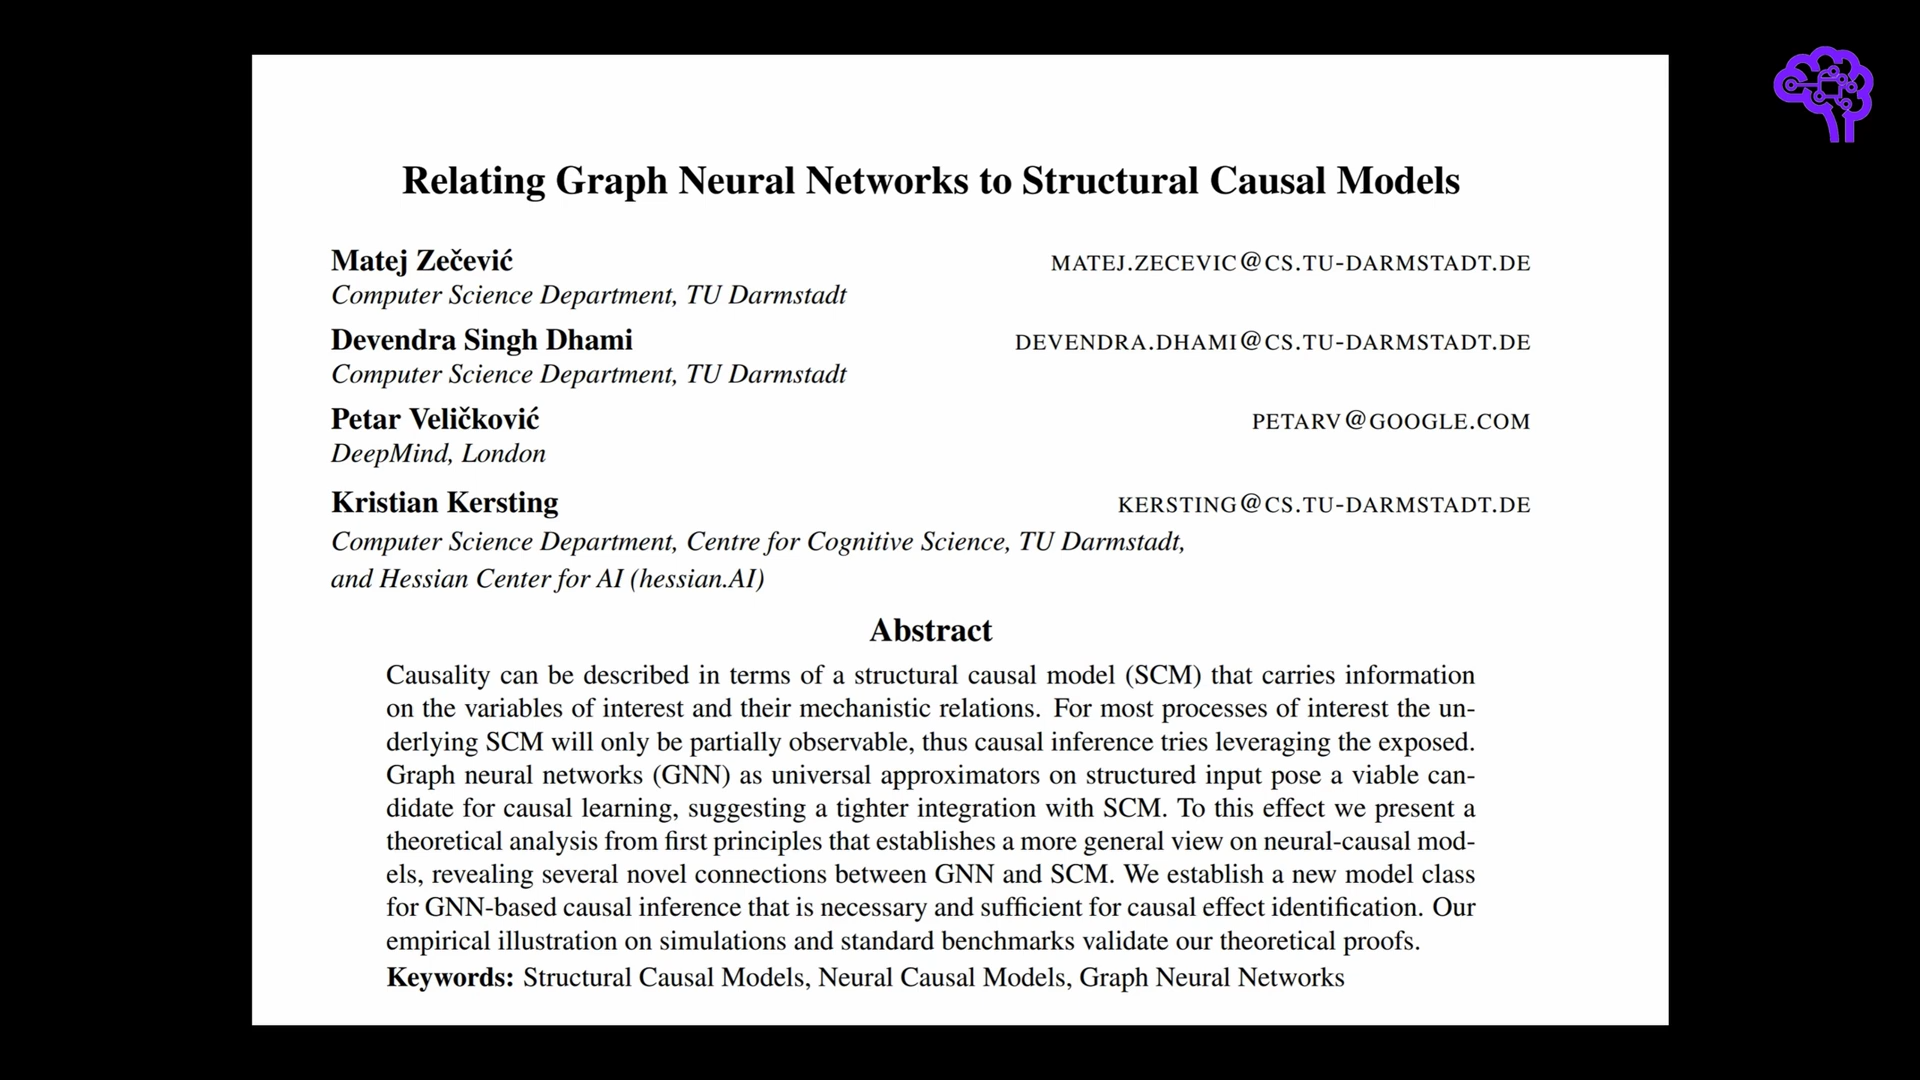 Relating Graph Neural Networks to Structural Causal Models
Matej Zečević MATEJ.ZECEVIC@CS.TU-DARMSTADT.DE
Computer Science Department, TU Darmstadt
Devendra Singh Dhami DEVENDRA.DHAMI@CS.TU-DARMSTADT.DE
Computer Science Department, TU Darmstadt
Petar Veličković PETARV@GOOGLE.COM
DeepMind, London
Kristian Kersting KERSTING@CS.TU-DARMSTADT.DE
Computer Science Department, Centre for Cognitive Science, TU Darmstadt,
and Hessian Center for AI (hessian.AI)
Abstract
Causality can be described in terms of a structural causal model (SCM) that carries information
on the variables of interest and their mechanistic relations. For most processes of interest the un-
derlying SCM will only be partially observable, thus causal inference tries leveraging the exposed.
Graph neural networks (GNN) as universal approximators on structured input pose a viable can-
didate for causal learning, suggesting a tighter integration with SCM. To this effect we present a
theoretical analysis from first principles that establishes a more general view on neural-causal mod-
els, revealing several novel connections between GNN and SCM. We establish a new model class
for GNN-based causal inference that is necessary and sufficient for causal effect identification. Our
empirical illustration on simulations and standard benchmarks validate our theoretical proofs.
Keywords: Structural Causal Models, Neural Causal Models, Graph Neural Networks